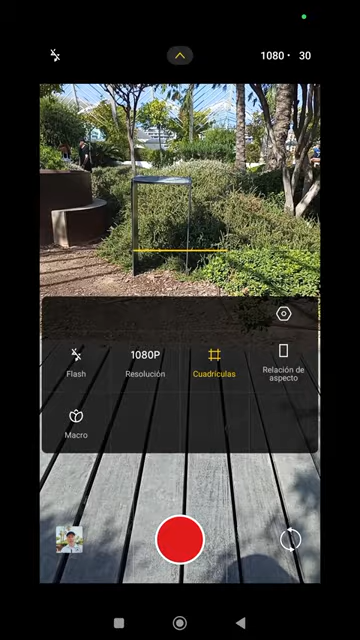 1080 · 30
1080P
Flash
Resolución
Cuadrículas
Relación de
aspecto
Macro